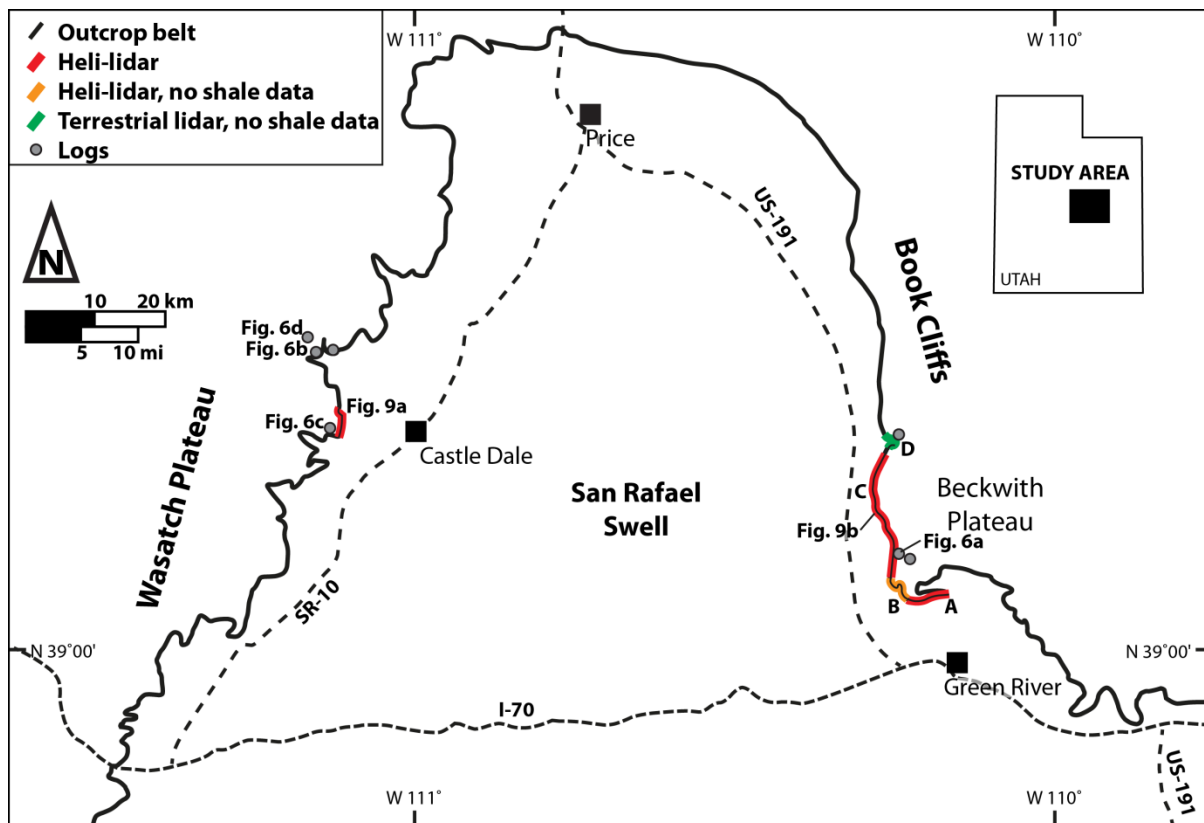 Outcrop belt
Heli-lidar
Heli-lidar, no shale data
Terrestrial lidar, no shale data
Logs
W 111°
W 110°
Price
US-191
STUDY AREA
UTAH
N
10 20 km
5 10 mi
Book Cliffs
Fig. 6d
Fig. 6b
Fig. 9a
Fig. 6c
Castle Dale
Wasatch Plateau
San Rafael
Swell
D
C
Beckwith
Plateau
Fig. 9b
Fig. 6a
B
A
SR-10
N 39°00'
N 39°00'
Green River
I-70
US-191
W 111°
W 110°